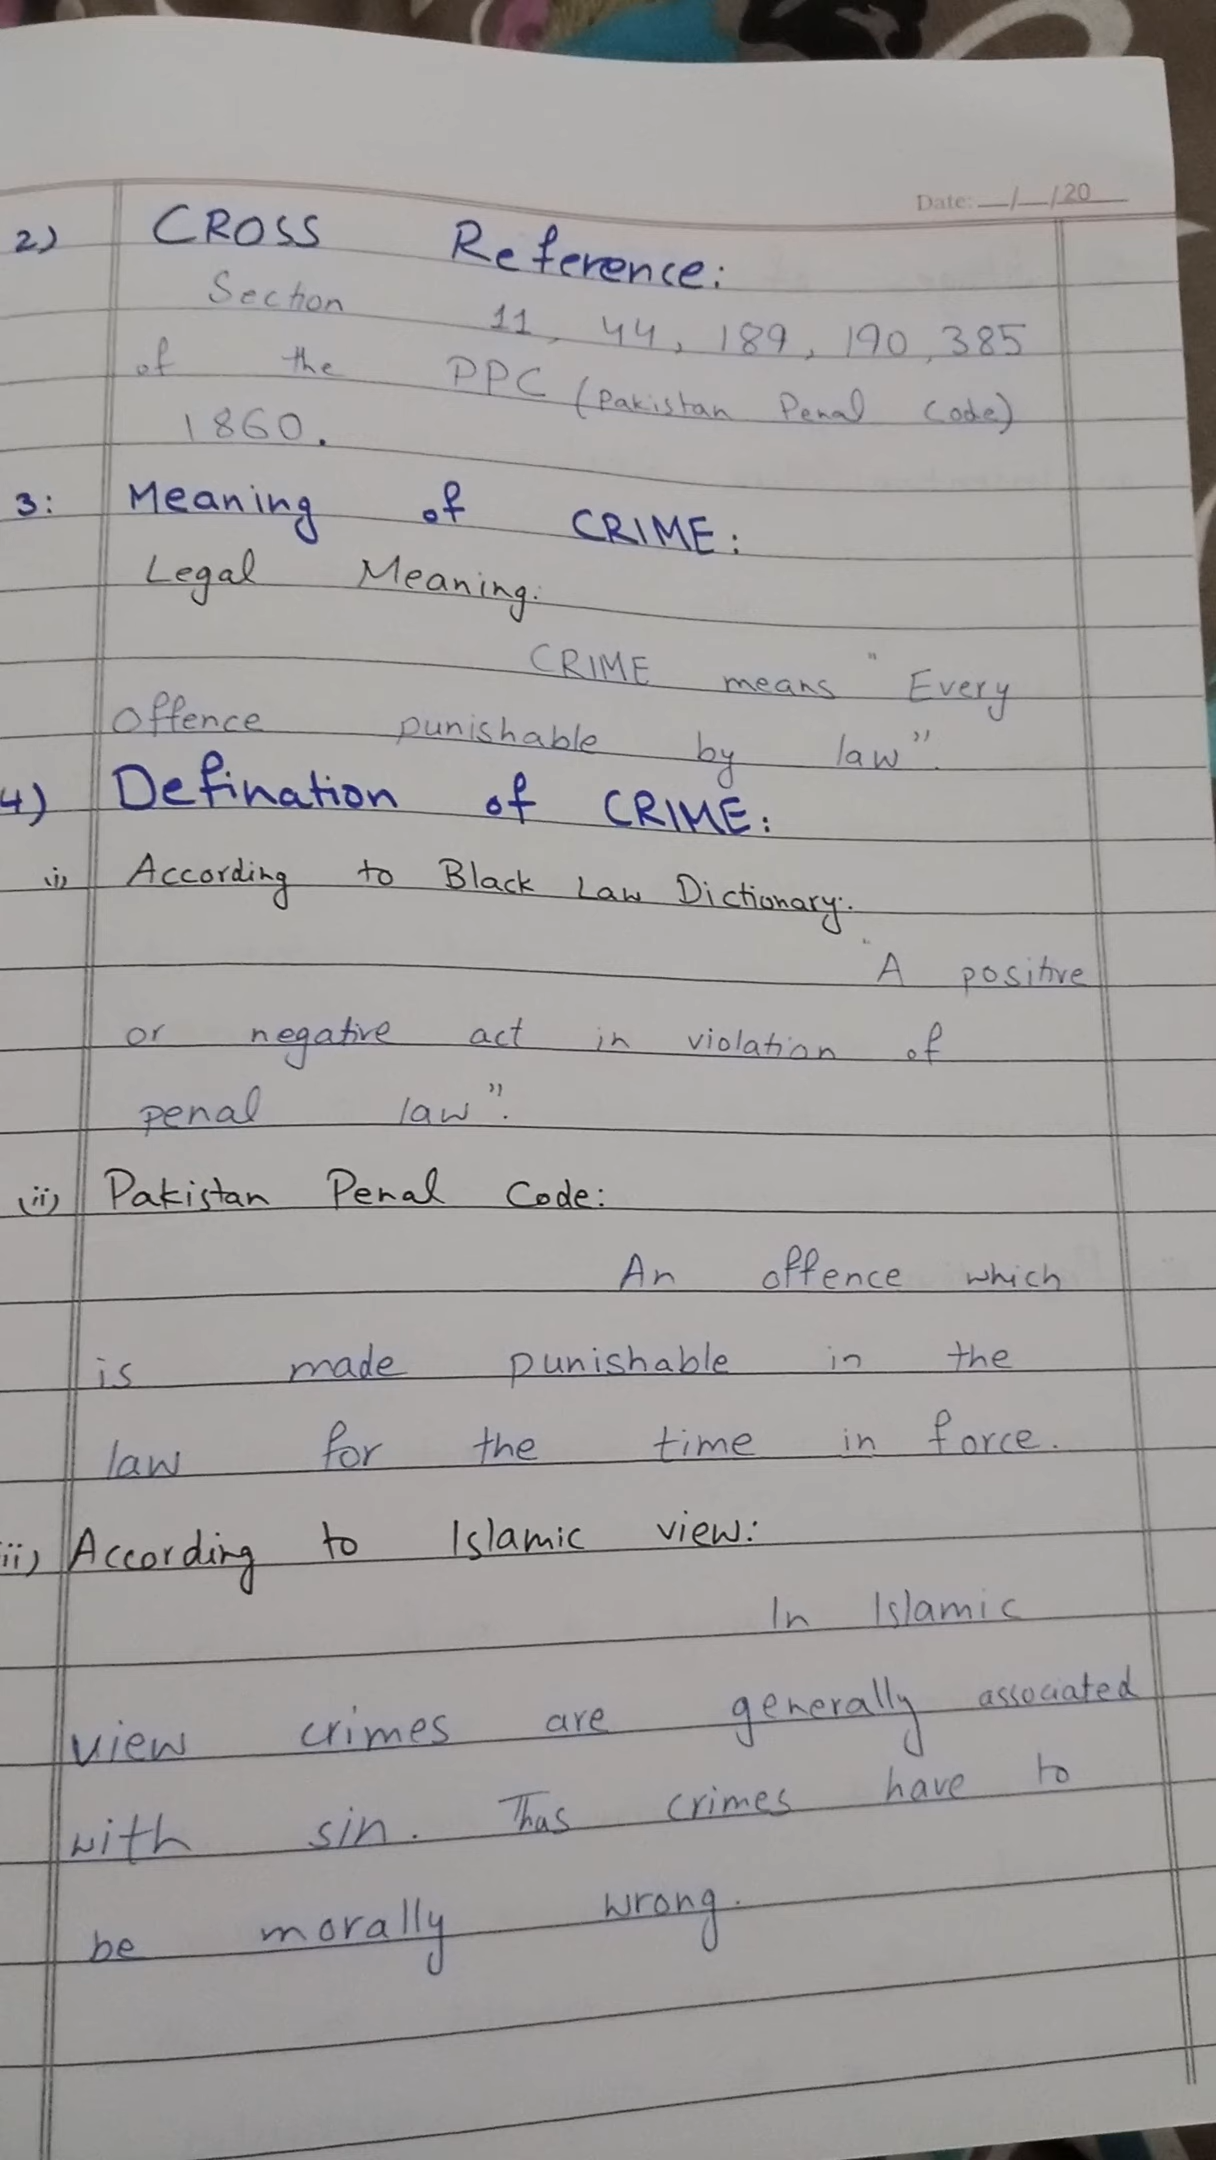 Date: __/__/20__
2) CROSS Reference:
Section 11, 44, 189, 190, 385
of the PPC (Pakistan Penal Code)
1860.
3: Meaning of CRIME:
Legal Meaning:
CRIME means "Every
offence punishable by law".
4) Defination of CRIME:
i) According to Black Law Dictionary:
"A positive
or negative act in violation of
penal law".
(ii) Pakistan Penal Code:
An offence which
is made punishable in the
law for the time in force.
iii) According to Islamic view:
In Islamic
view crimes are generally associated
with sin. Thus crimes have to
be morally wrong.